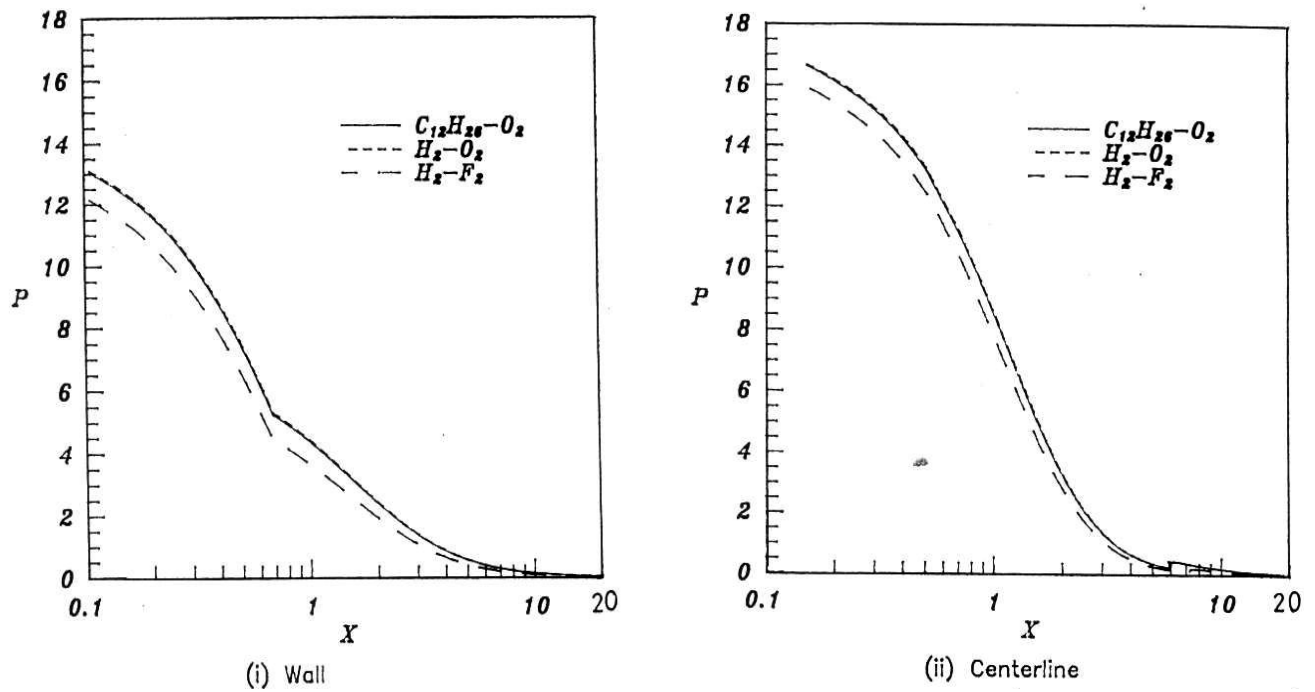 18
16
14
12
10
8
6
4
2
0
P
C₁₂H₂₆–O₂
H₂–O₂
H₂–F₂
0.1 1 10 20
X
(i) Wall
18
16
14
12
10
8
6
4
2
0
P
C₁₂H₂₆–O₂
H₂–O₂
H₂–F₂
0.1 1 10 20
X
(ii) Centerline